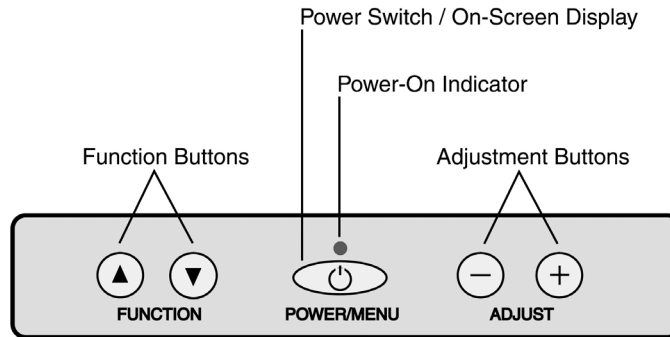 Power Switch / On-Screen Display
Power-On Indicator
Function Buttons
Adjustment Buttons
FUNCTION
POWER/MENU
ADJUST